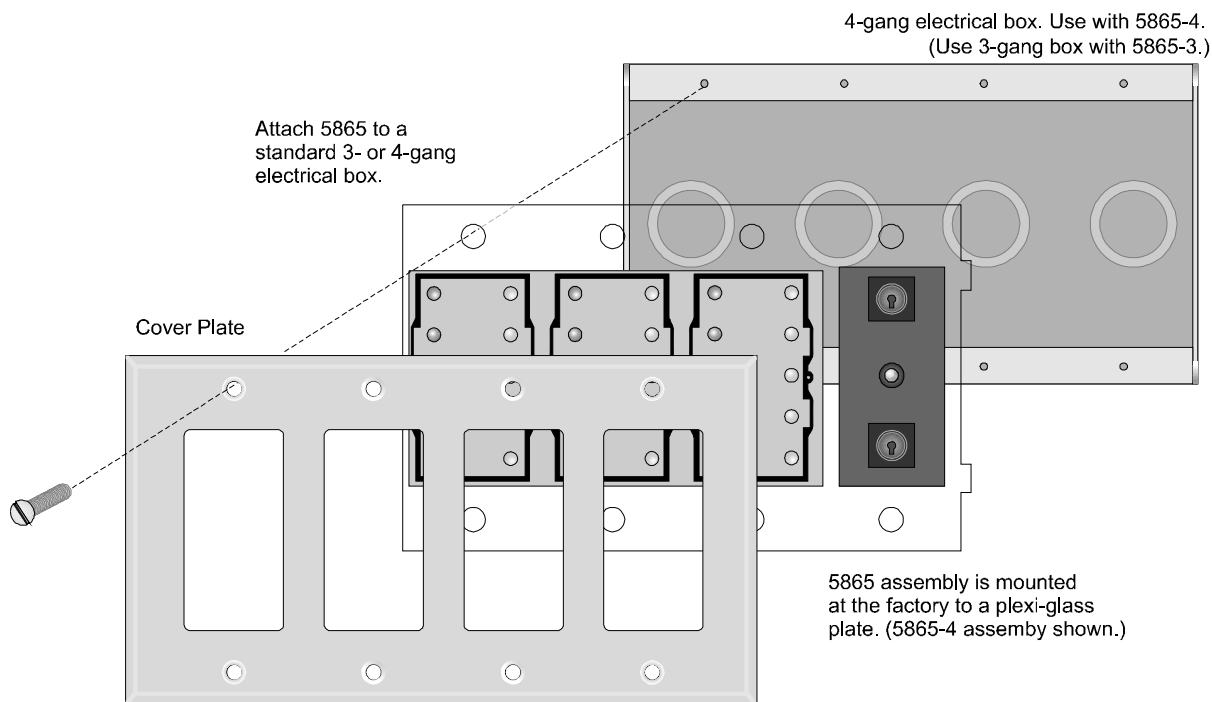 4-gang electrical box. Use with 5865-4.
(Use 3-gang box with 5865-3.)
Attach 5865 to a
standard 3- or 4-gang
electrical box.
Cover Plate
5865 assembly is mounted
at the factory to a plexi-glass
plate. (5865-4 assemby shown.)